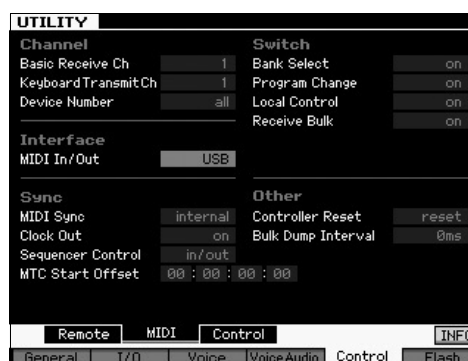 UTILITY
Channel
Basic Receive Ch 1
Keyboard Transmit Ch 1
Device Number all
Interface
MIDI In/Out USB
Sync
MIDI Sync internal
Clock Out on
Sequencer Control in/out
MTC Start Offset 00 : 00 : 00 : 00
Switch
Bank Select on
Program Change on
Local Control on
Receive Bulk on
Other
Controller Reset reset
Bulk Dump Interval 0ms
Remote MIDI Control INFO
General I/O Voice Voice Audio Control Flash